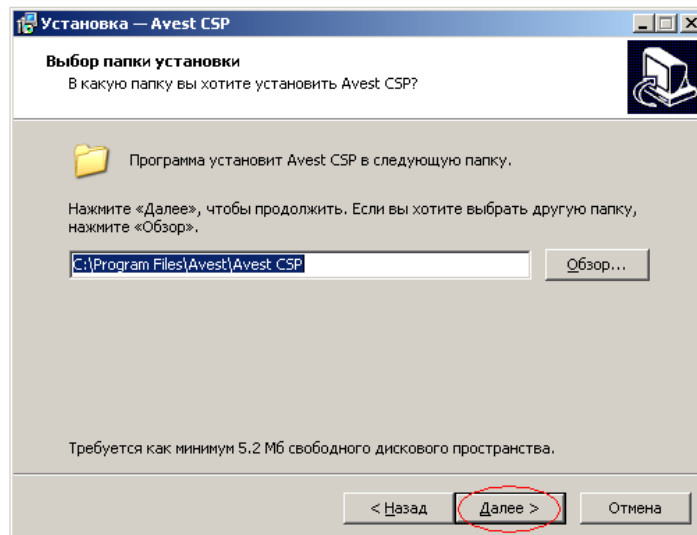 Установка — Avest CSP
Выбор папки установки
В какую папку вы хотите установить Avest CSP?
Программа установит Avest CSP в следующую папку.
Нажмите «Далее», чтобы продолжить. Если вы хотите выбрать другую папку,
нажмите «Обзор».
C:\Program Files\Avest\Avest CSP
Обзор...
Требуется как минимум 5.2 Мб свободного дискового пространства.
< Назад Далее > Отмена